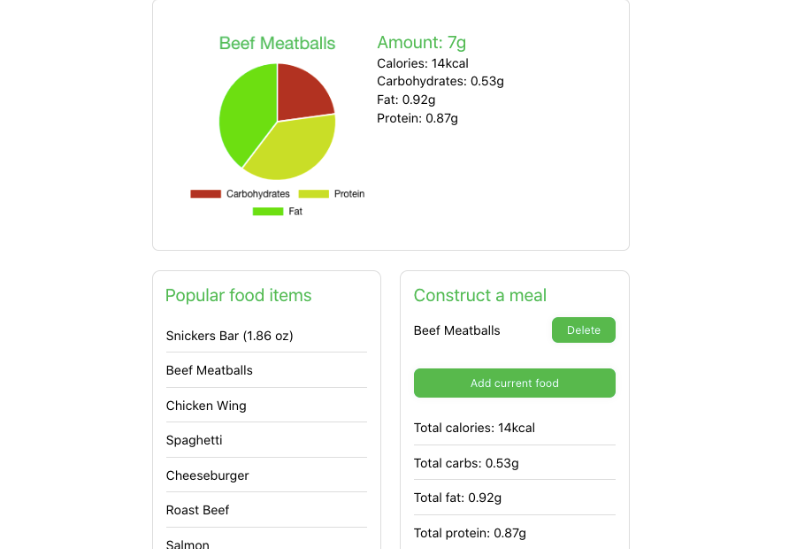 Beef Meatballs
Carbohydrates Protein
Fat
Amount: 7g
Calories: 14kcal
Carbohydrates: 0.53g
Fat: 0.92g
Protein: 0.87g
Popular food items
Snickers Bar (1.86 oz)
Beef Meatballs
Chicken Wing
Spaghetti
Cheeseburger
Roast Beef
Salmon
Construct a meal
Beef Meatballs Delete
Add current food
Total calories: 14kcal
Total carbs: 0.53g
Total fat: 0.92g
Total protein: 0.87g